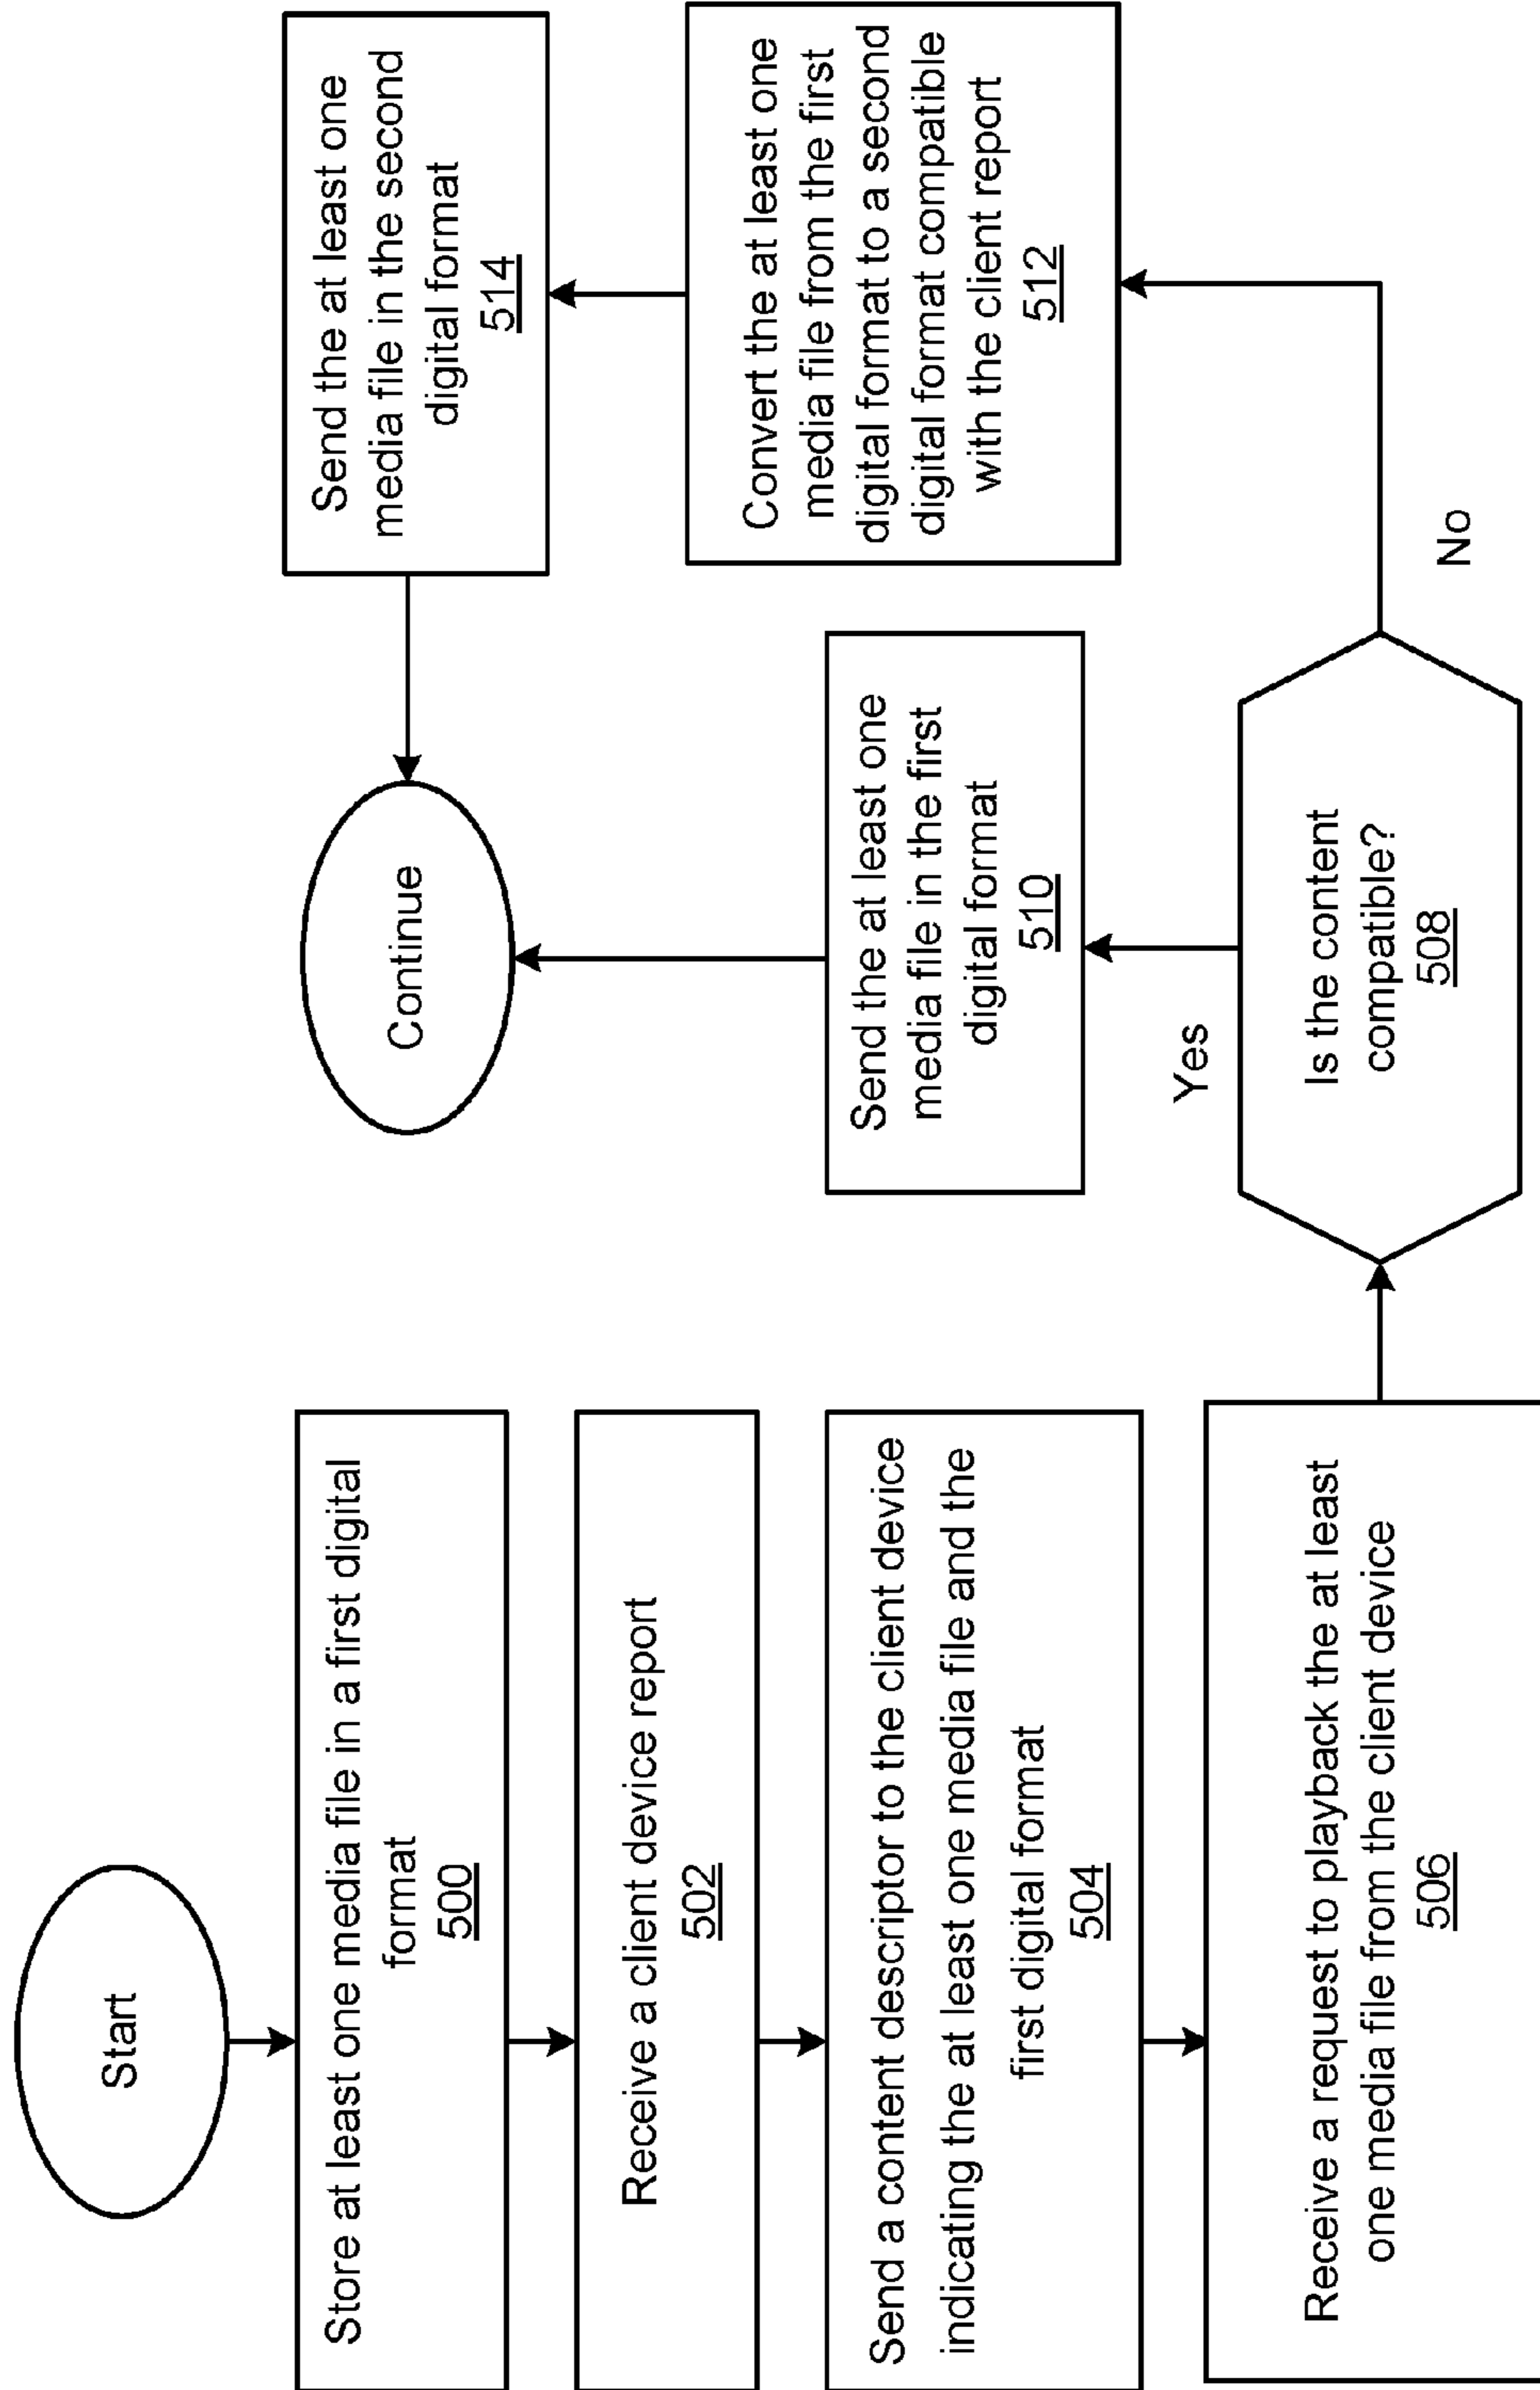 Start
Store at least one media file in a first digital
format
500
Receive a client device report
502
Send a content descriptor to the client device
indicating the at least one media file and the
first digital format
504
Receive a request to playback the at least
one media file from the client device
506
Is the content
compatible?
508
Yes
No
Send the at least one
media file in the first
digital format
510
Convert the at least one
media file from the first
digital format to a second
digital format compatible
with the client report
512
Send the at least one
media file in the second
digital format
514
Continue